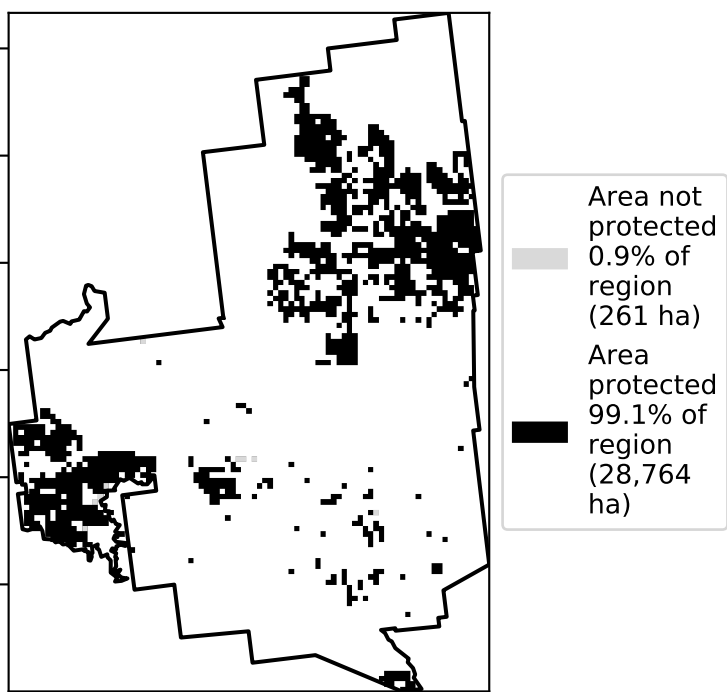 Area not
protected
0.9% of
region
(261 ha)
Area
protected
99.1% of
region
(28,764
ha)